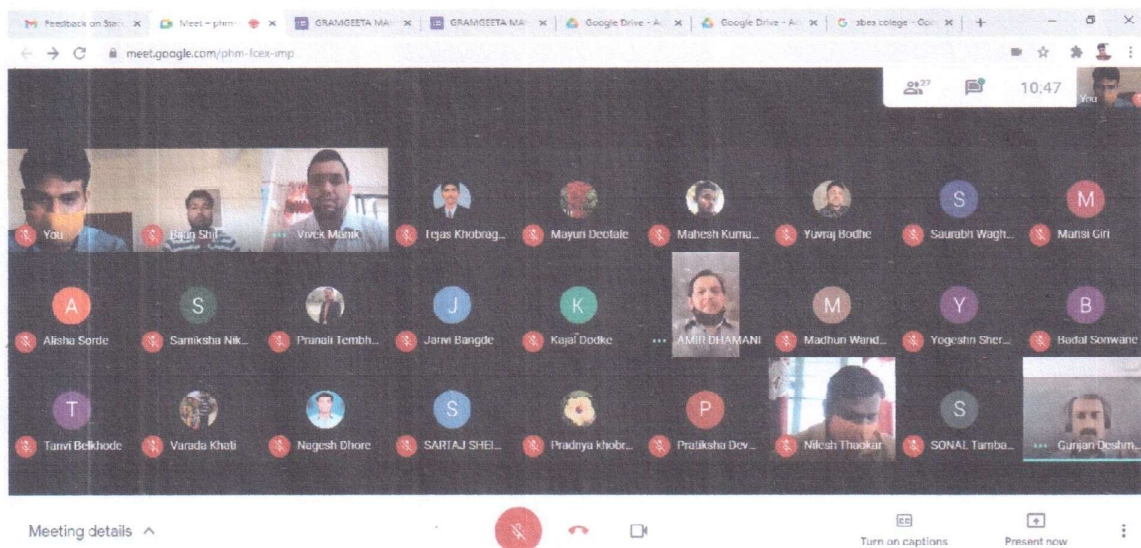 Feedback on Star
Meet – phm-
GRAMGEETA MA
GRAMGEETA MA
Google Drive - A
Google Drive - A
+
meet.google.com/phm-fcex-imp
27
10,47
You
You
Vivek Manik
Tejas Khobrag...
Mayuri Deotale
Mahesh Kuma...
Yuvraj Bodhe
S
Saurabh Wagh...
M
Mansi Giri
A
Alisha Sorde
S
Samiksha Nik...
Pranali Tembh...
J
Janvi Bangde
K
Kajal Dodke
AMIR DHAMANI
M
Madhuri Wand...
Y
Yogeshri Sher...
B
Badal Sonwane
T
Tanvi Belkhode
Varada Khati
Nagesh Dhore
S
SARTAJ SHEI...
Pradnya khobr...
P
Pratiksha Dev...
Nilesh Thaokar
S
SONAL Tamba...
Gunjan Deshm...
Meeting details
Turn on captions
Present now